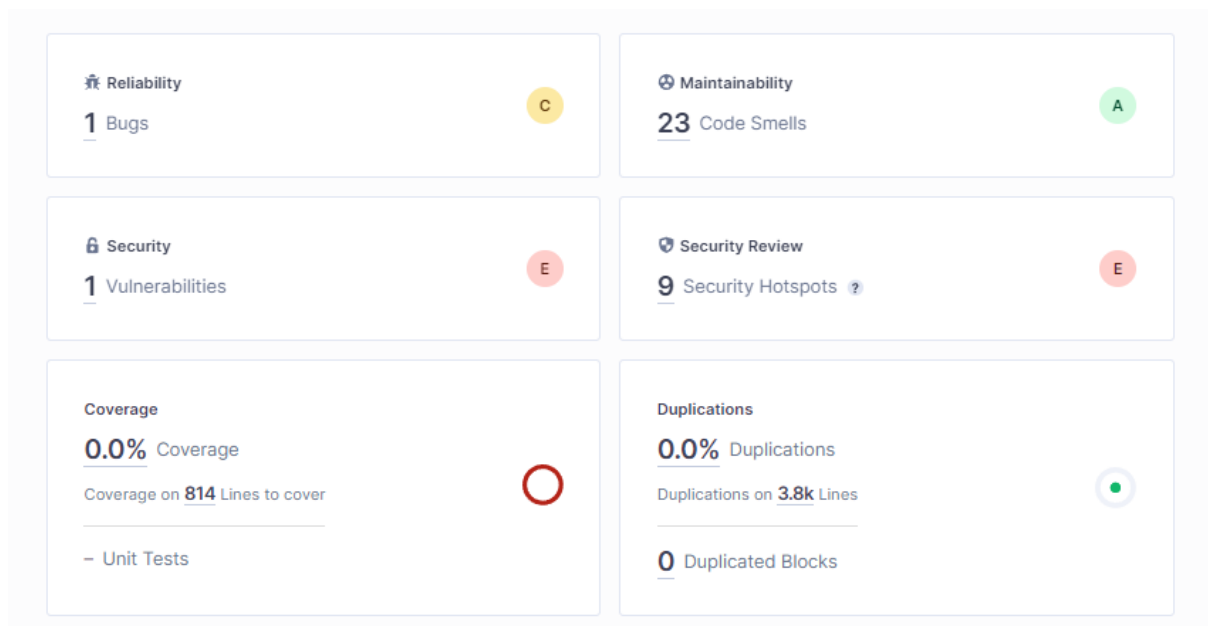 Reliability
1 Bugs
C
Maintainability
23 Code Smells
A
Security
1 Vulnerabilities
E
Security Review
9 Security Hotspots ?
E
Coverage
0.0% Coverage
Coverage on 814 Lines to cover
– Unit Tests
Duplications
0.0% Duplications
Duplications on 3.8k Lines
0 Duplicated Blocks